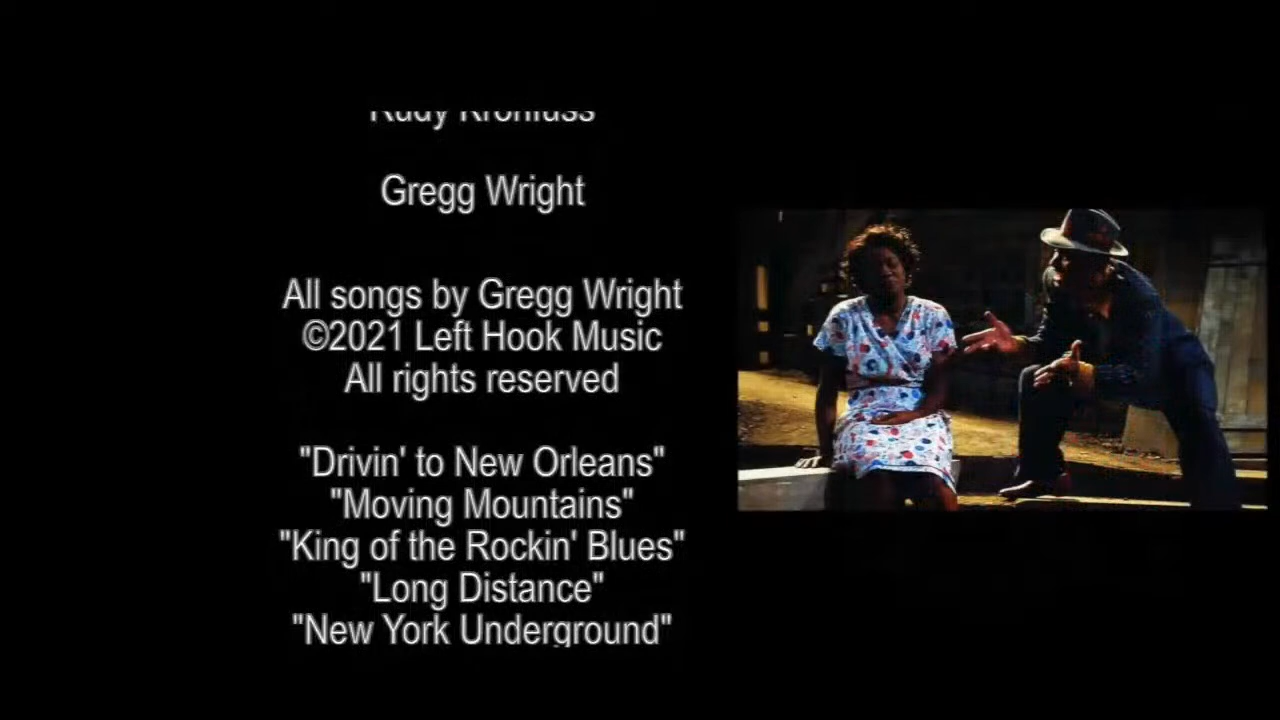 Gregg Wright
All songs by Gregg Wright
©2021 Left Hook Music
All rights reserved
"Drivin' to New Orleans"
"Moving Mountains"
"King of the Rockin' Blues"
"Long Distance"
"New York Underground"